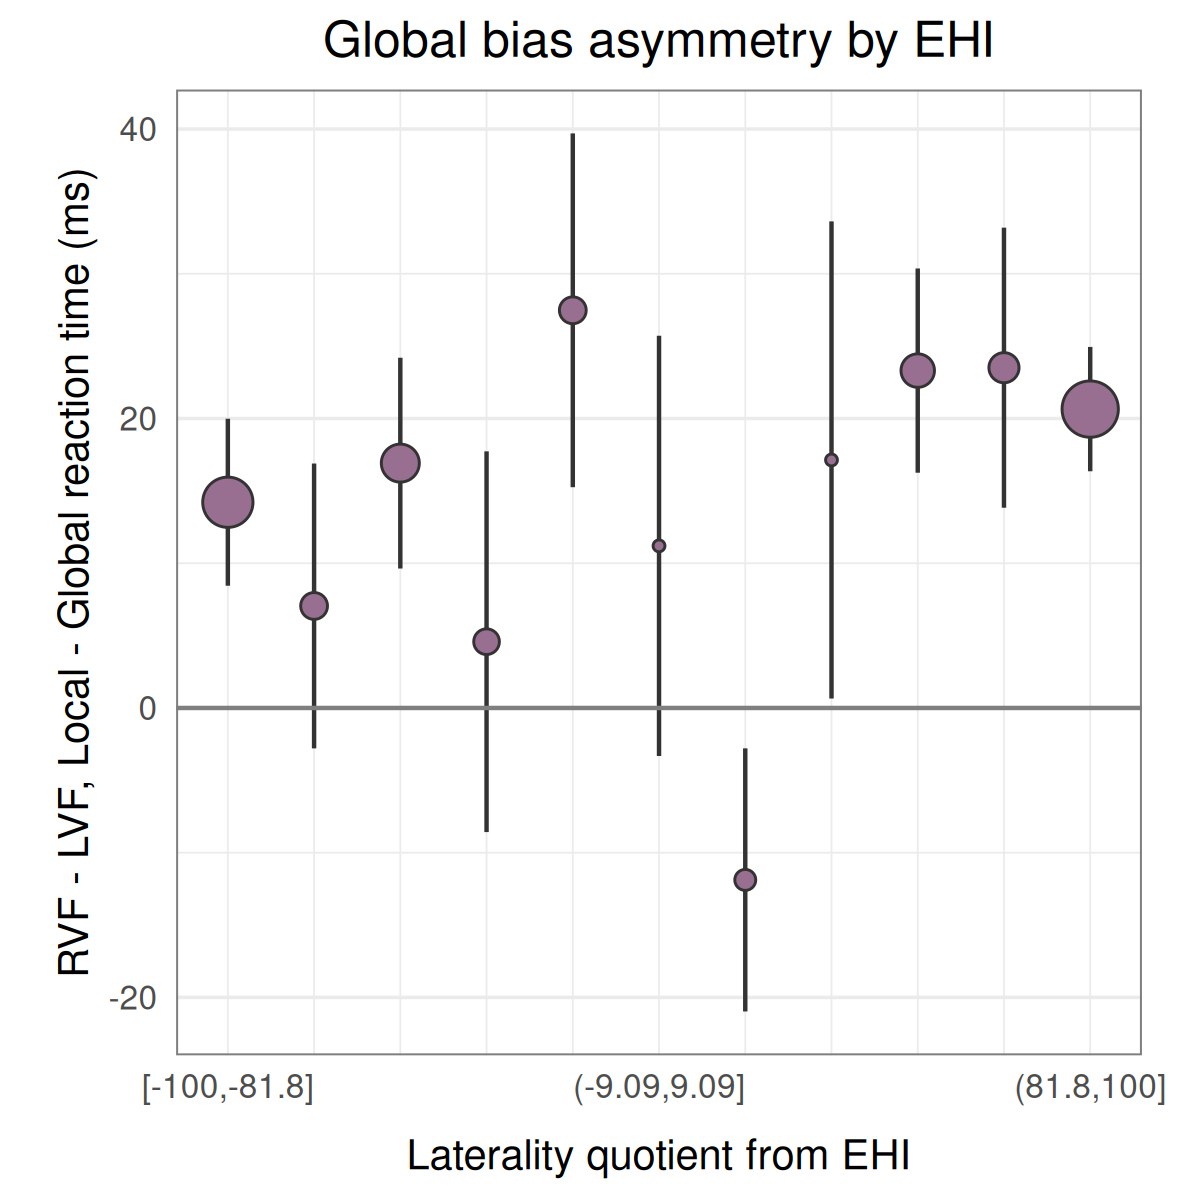 Global bias asymmetry by EHI
RVF - LVF, Local - Global reaction time (ms)
40
20
0
-20
[-100,-81.8]
(-9.09,9.09]
(81.8,100]
Laterality quotient from EHI